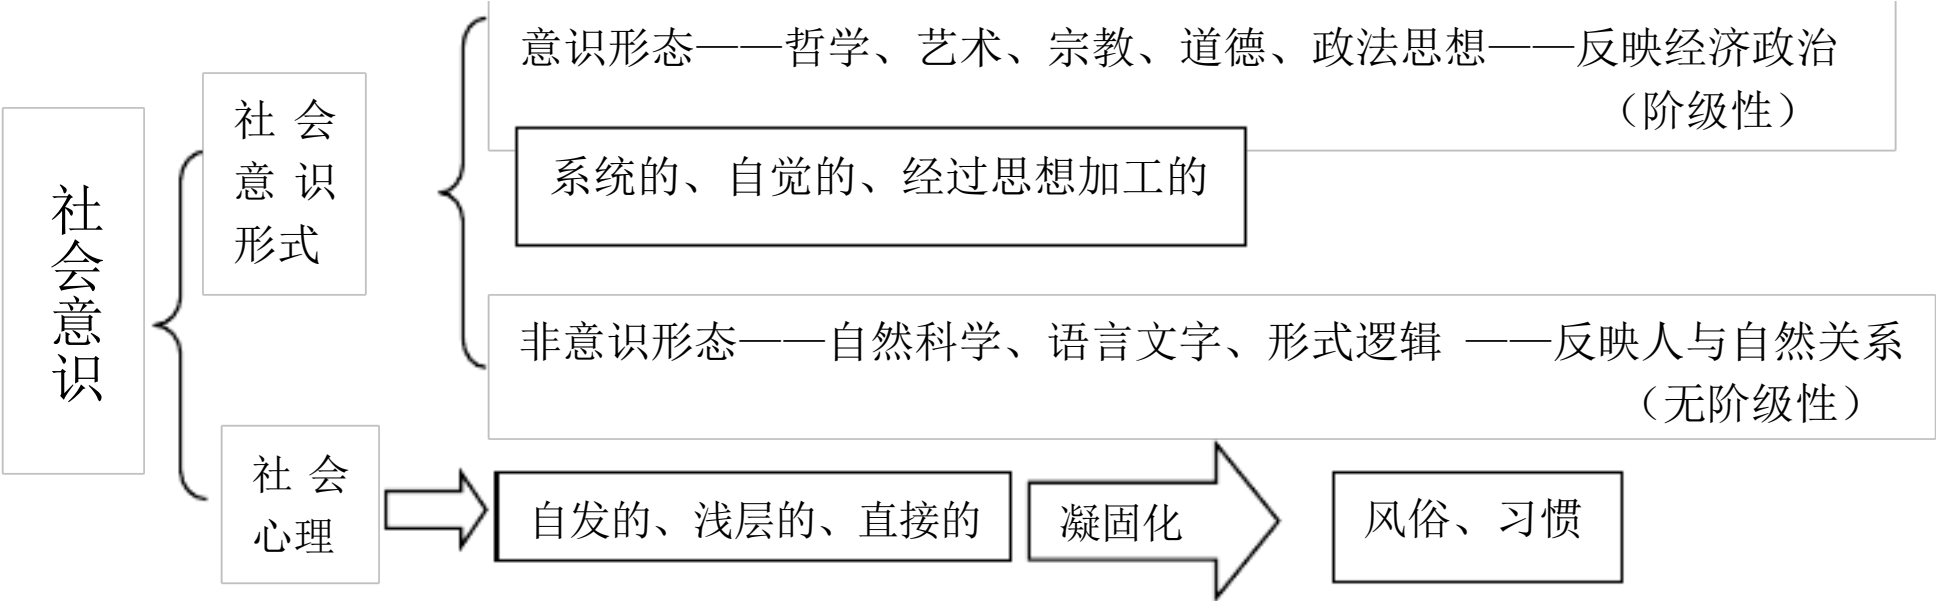 社会意识
社会
意识
形式
意识形态——哲学、艺术、宗教、道德、政法思想——反映经济政治
（阶级性）
系统的、自觉的、经过思想加工的
非意识形态——自然科学、语言文字、形式逻辑 ——反映人与自然关系
（无阶级性）
社会
心理
自发的、浅层的、直接的
凝固化
风俗、习惯